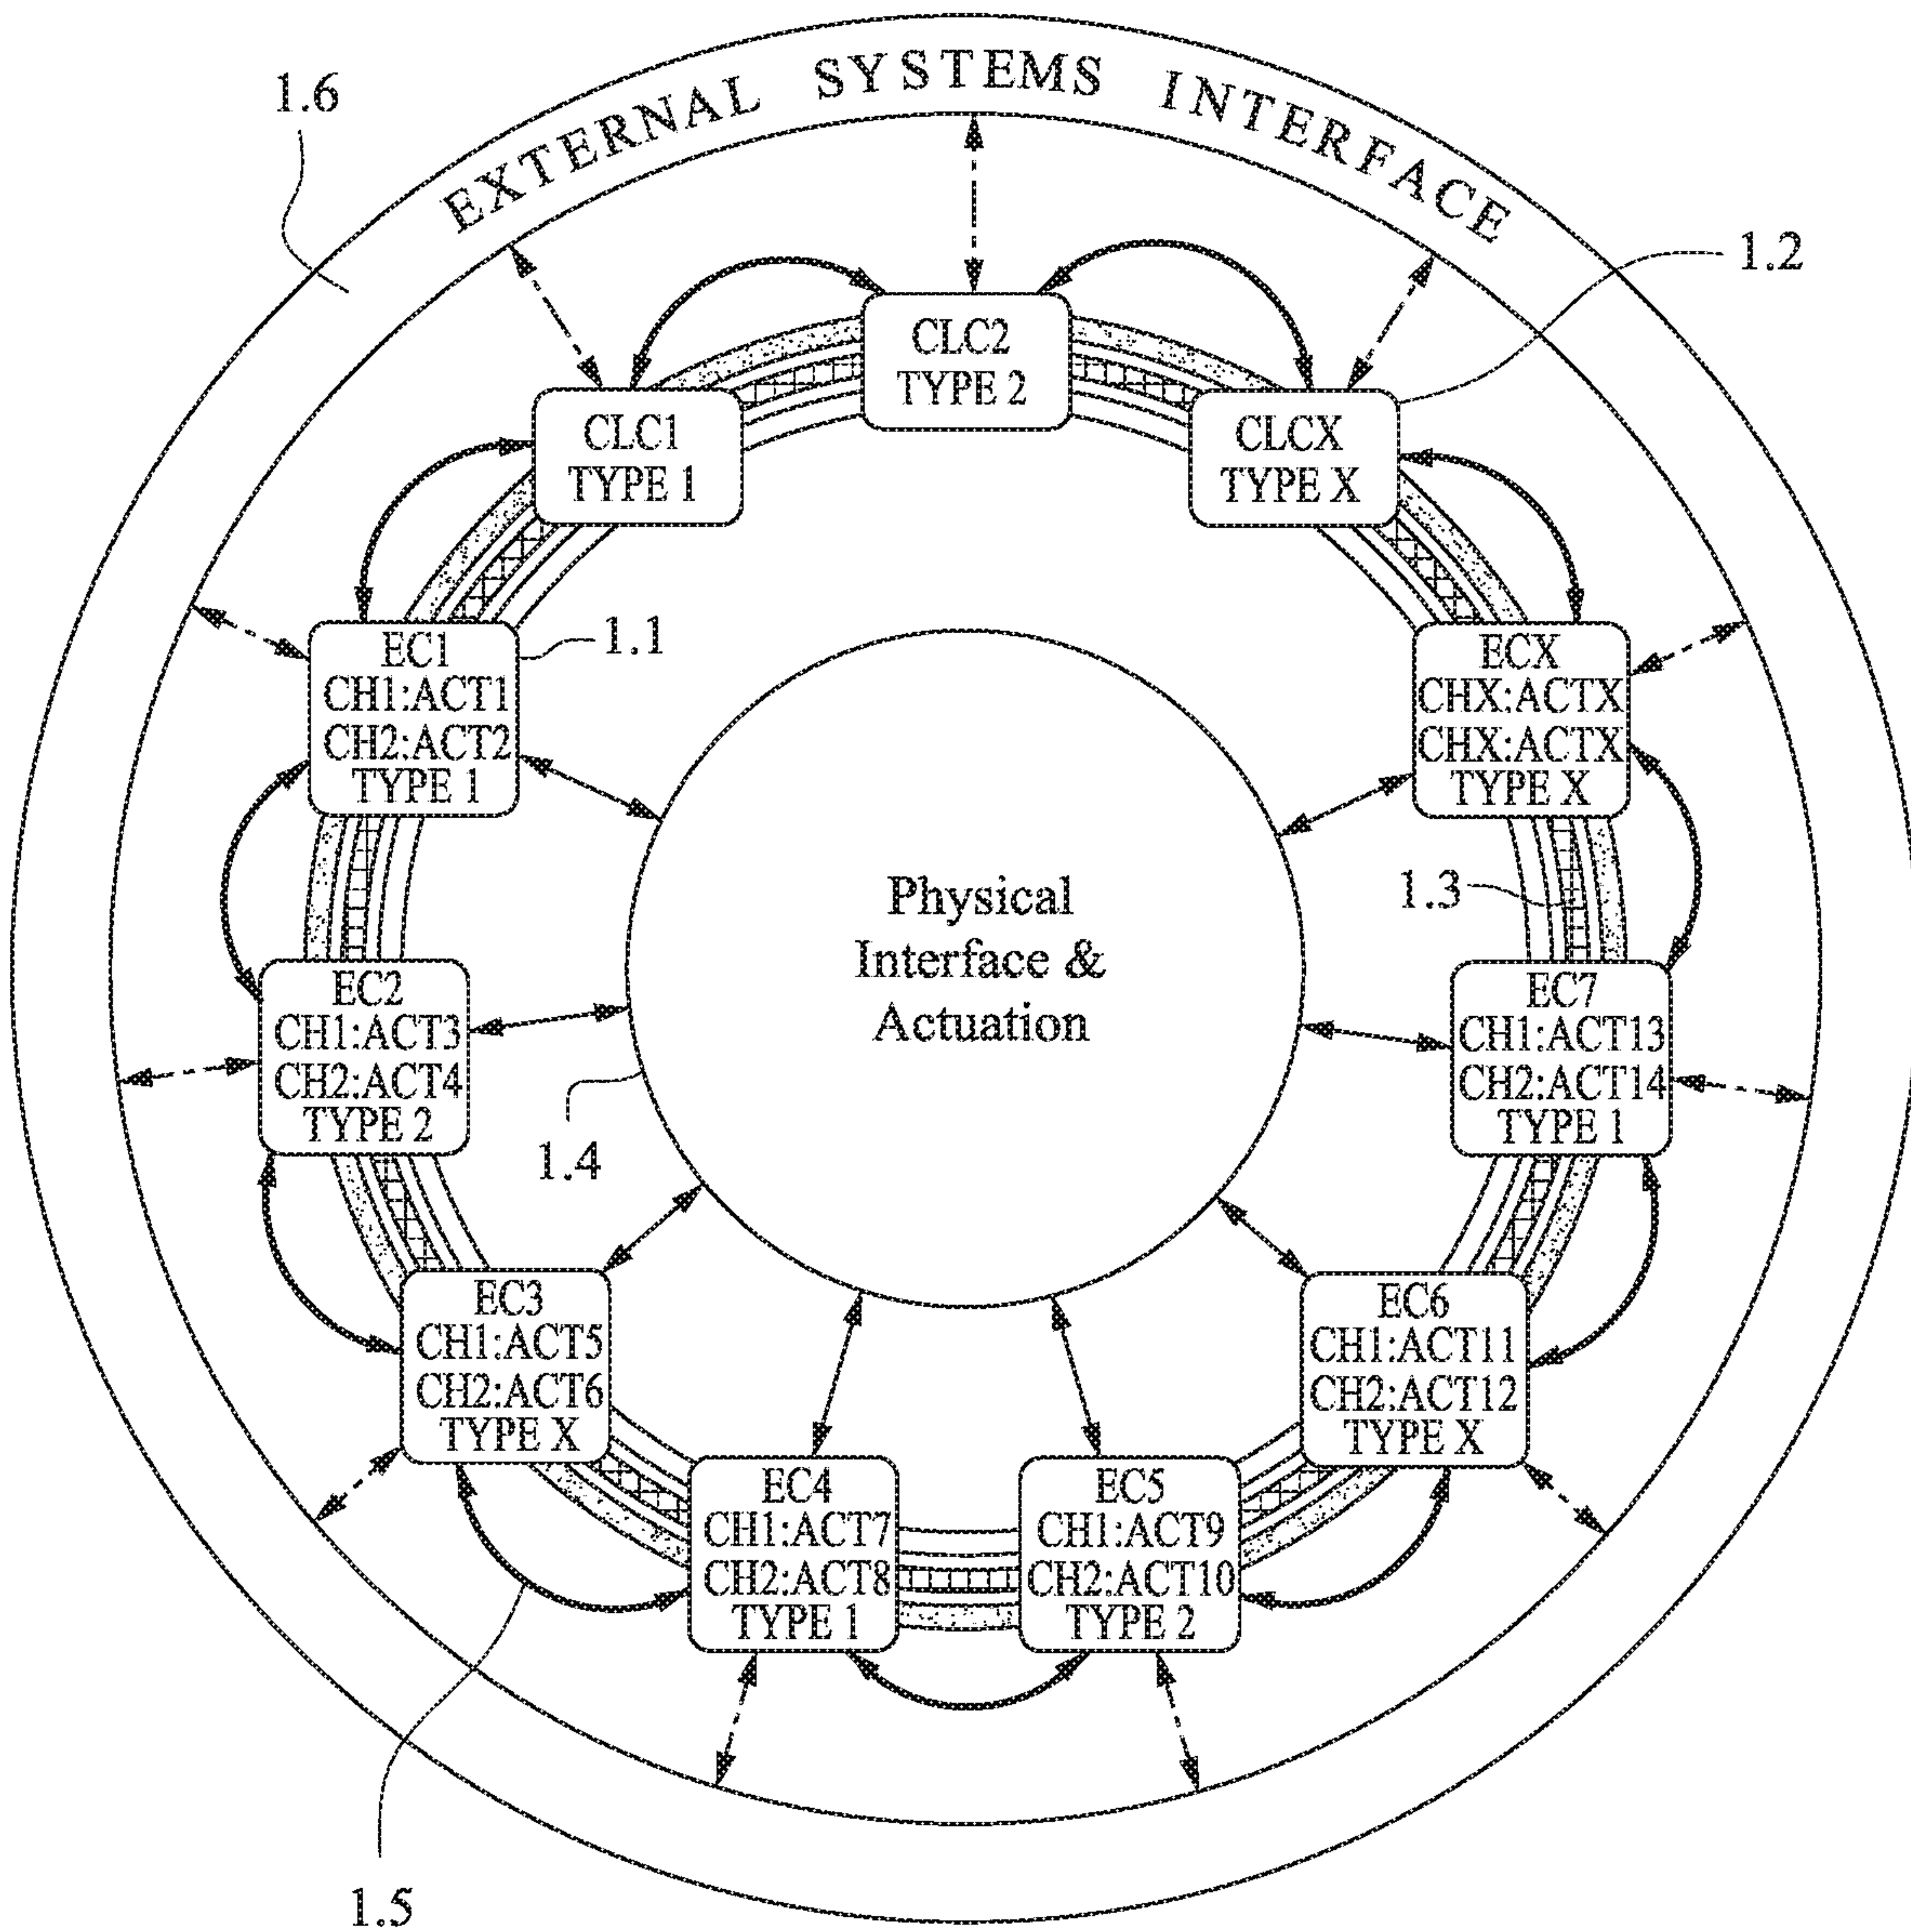 1.6
EXTERNAL SYSTEMS INTERFACE
1.2
CLC2
TYPE 2
CLC1
TYPE 1
CLCX
TYPE X
EC1
CH1:ACT1
CH2:ACT2
TYPE 1
1.1
ECX
CHX:ACTX
CHX:ACTX
TYPE X
Physical
Interface &
Actuation
1.3
EC2
CH1:ACT3
CH2:ACT4
TYPE 2
EC7
CH1:ACT13
CH2:ACT14
TYPE 1
1.4
EC3
CH1:ACT5
CH2:ACT6
TYPE X
EC6
CH1:ACT11
CH2:ACT12
TYPE X
EC4
CH1:ACT7
CH2:ACT8
TYPE 1
EC5
CH1:ACT9
CH2:ACT10
TYPE 2
1.5